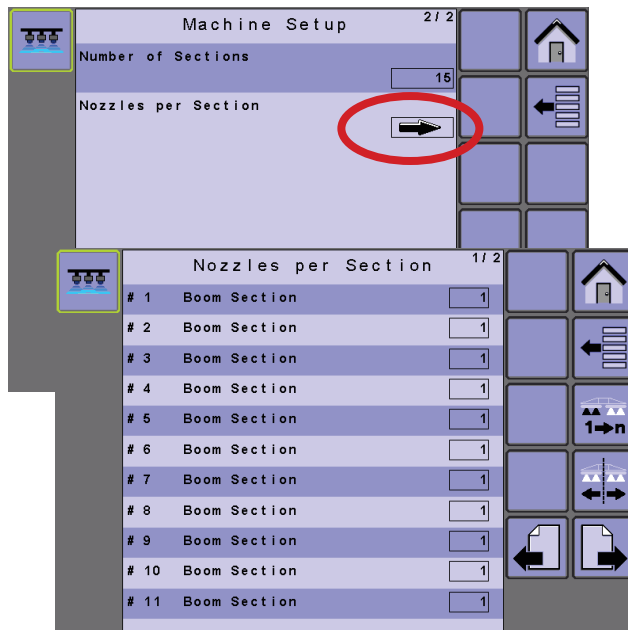 Machine Setup 2/2
Number of Sections
15
Nozzles per Section
Nozzles per Section 1/2
# 1 Boom Section 1
# 2 Boom Section 1
# 3 Boom Section 1
# 4 Boom Section 1
# 5 Boom Section 1
1→n
# 6 Boom Section 1
# 7 Boom Section 1
# 8 Boom Section 1
# 9 Boom Section 1
# 10 Boom Section 1
# 11 Boom Section 1